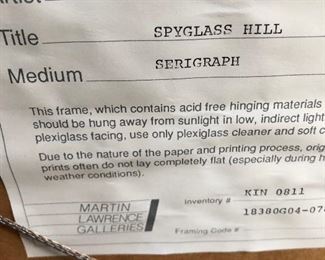 Title SPYGLASS HILL
Medium SERIGRAPH
This frame, which contains acid free hinging materials
should be hung away from sunlight in low, indirect light
plexiglass facing, use only plexiglass cleaner and soft c
Due to the nature of the paper and printing process, orig
prints often do lay completely flat (especially during h
weather conditions).
KIN 0811
Inventory #
MARTIN
LAWRENCE
GALLERIES
18380G04-07
Framing Code #